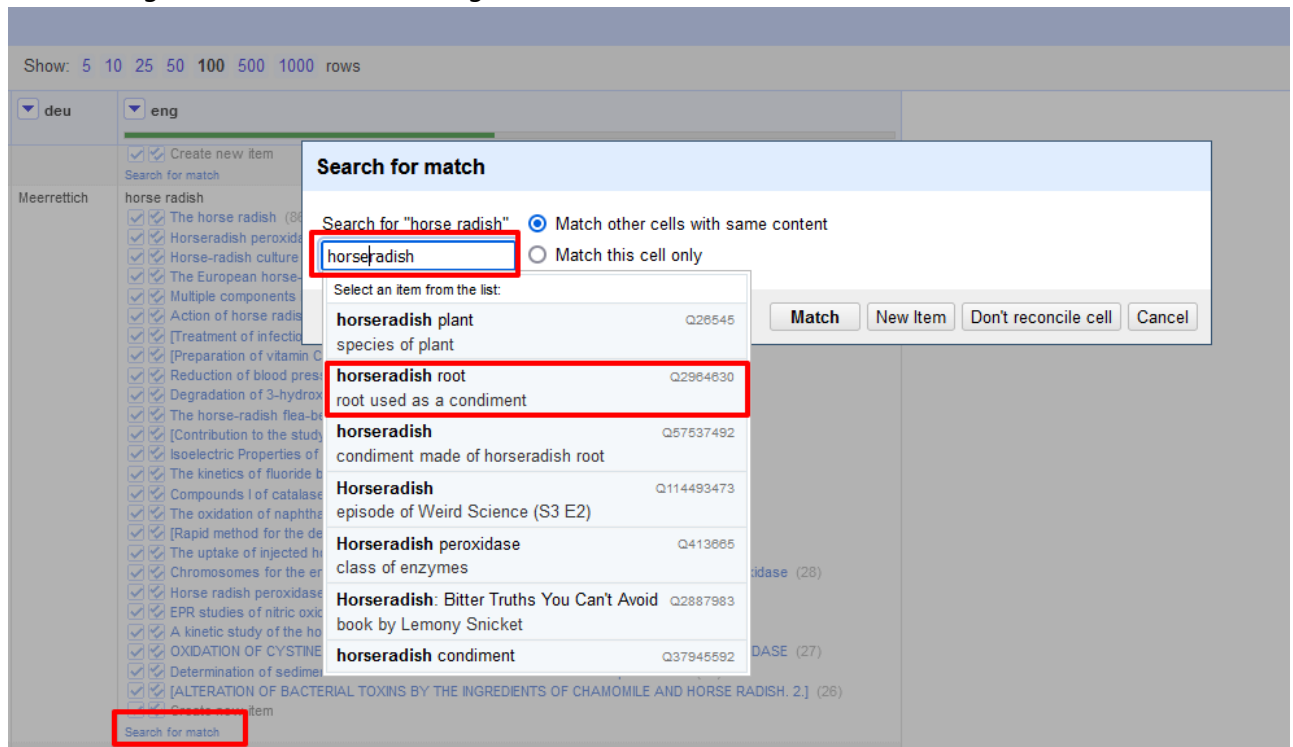 Show: 5 10 25 50 100 500 1000 rows
deu eng
Create new item
Search for match
Meerrettich horse radish
The horse radish (86
Horseradish peroxida
Horse-radish culture
The European horse-
Multiple components
Action of horse radis
[Treatment of infectio
[Preparation of vitamin C
Reduction of blood press
Degradation of 3-hydrox
The horse-radish flea-be
[Contribution to the study
Isoelectric Properties of
The kinetics of fluoride b
Compounds I of catalase
The oxidation of naphtha
[Rapid method for the de
The uptake of injected ho
Chromosomes for the en
idase (28)
Horse radish peroxidase
EPR studies of nitric oxid
A kinetic study of the ho
OXIDATION OF CYSTINE
DASE (27)
Determination of sedimen
[ALTERATION OF BACTERIAL TOXINS BY THE INGREDIENTS OF CHAMOMILE AND HORSE RADISH. 2.] (26)
Create new item
Search for match
Search for match
Search for "horse radish" Match other cells with same content
horseradish Match this cell only
Select an item from the list:
horseradish plant Q26545
species of plant
horseradish root Q2964630
root used as a condiment
horseradish Q57537492
condiment made of horseradish root
Horseradish Q114493473
episode of Weird Science (S3 E2)
Horseradish peroxidase Q413665
class of enzymes
Horseradish: Bitter Truths You Can't Avoid Q2887983
book by Lemony Snicket
horseradish condiment Q37945592
Match New Item Don't reconcile cell Cancel